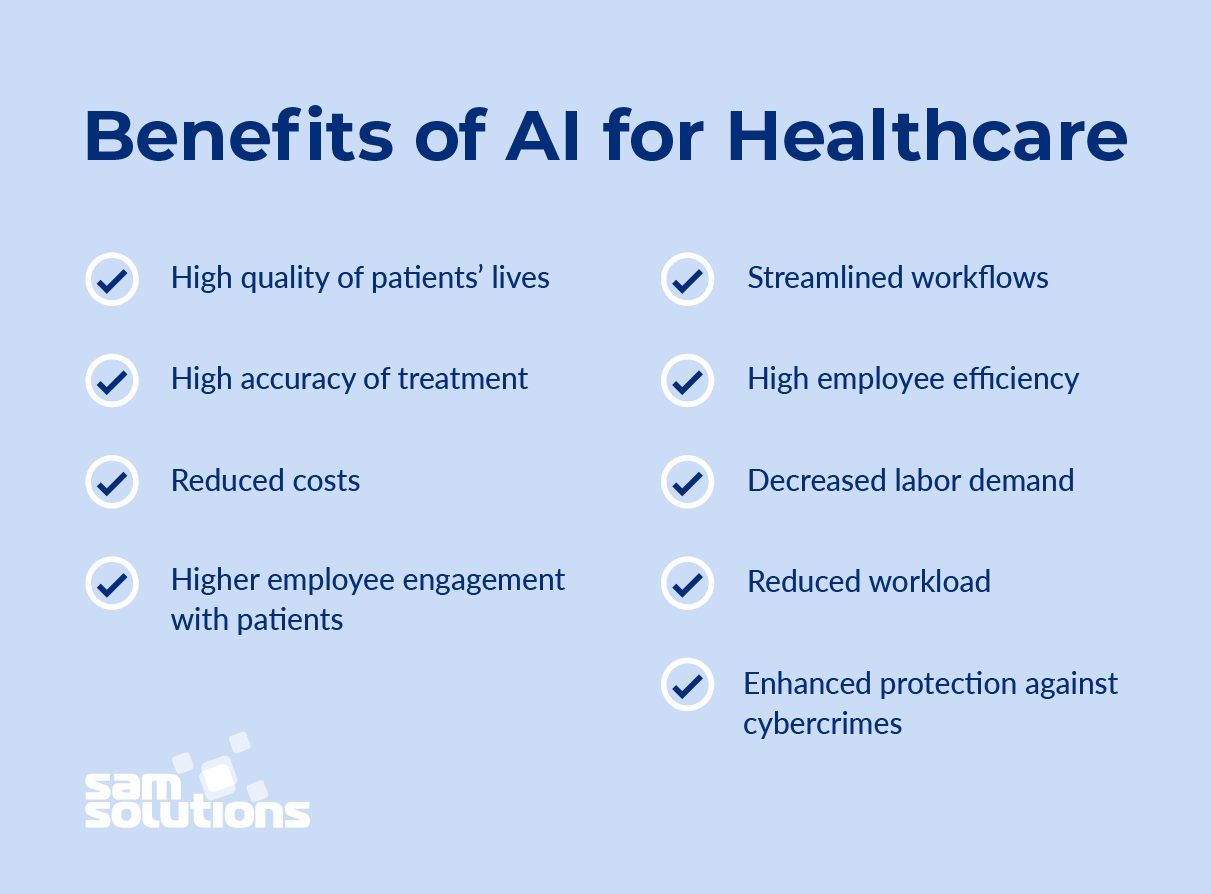 Benefits of AI for Healthcare
High quality of patients’ lives
High accuracy of treatment
Reduced costs
Higher employee engagement
with patients
Streamlined workflows
High employee efficiency
Decreased labor demand
Reduced workload
Enhanced protection against
cybercrimes
sam
solutions